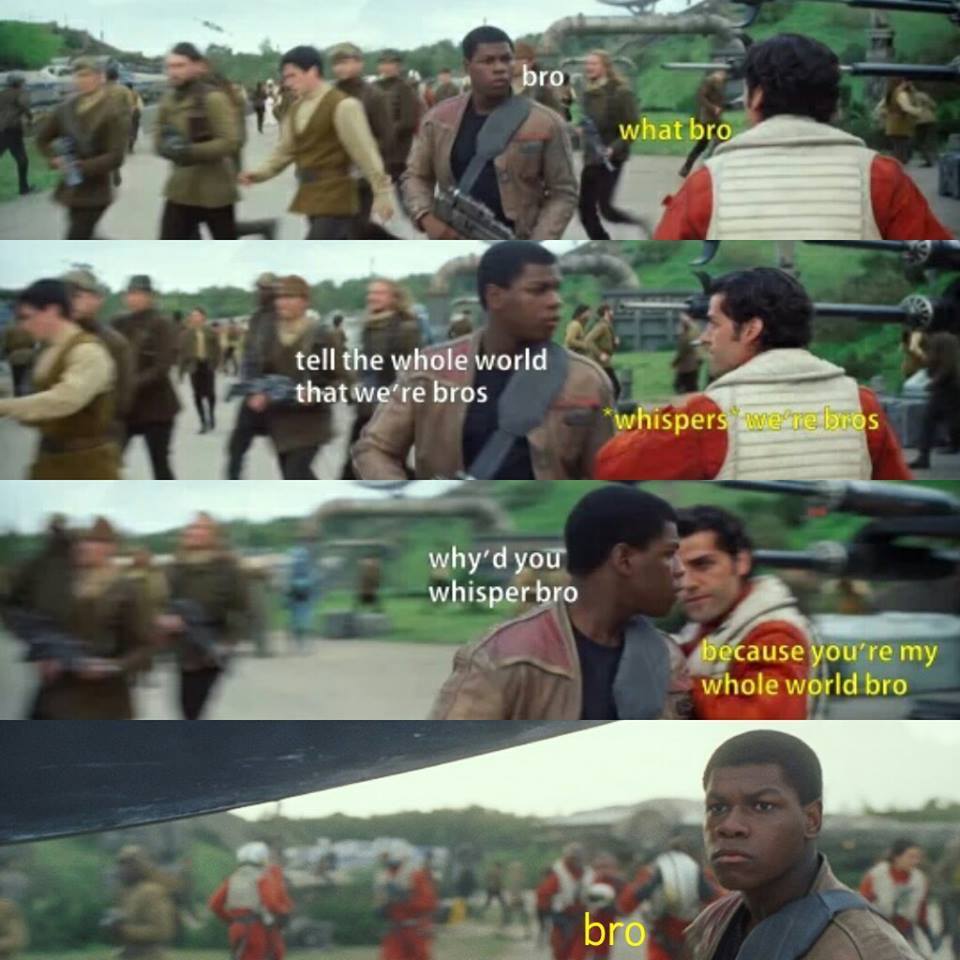 bro
what bro
tell the whole world
that we're bros
*whispers* we're bros
why'd you
whisper bro
because you're my
whole world bro
bro